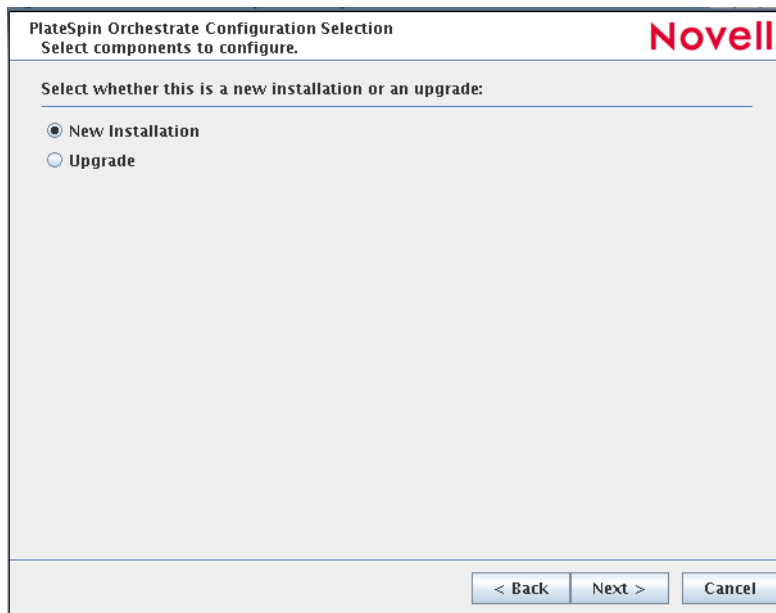 PlateSpin Orchestrate Configuration Selection
Select components to configure.
Novell
Select whether this is a new installation or an upgrade:
New Installation
Upgrade
< Back
Next >
Cancel